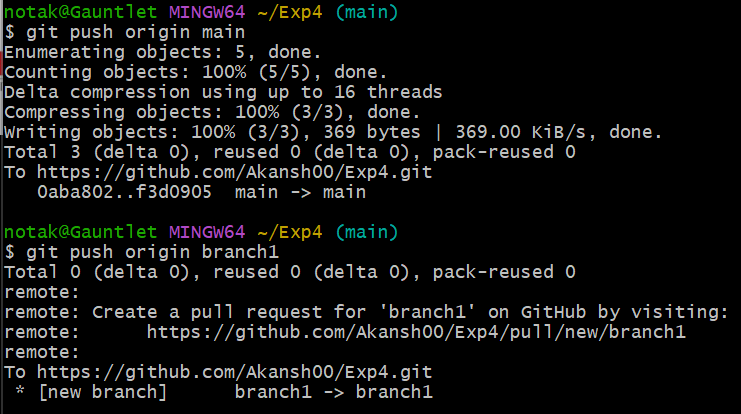 notak@Gauntlet MINGW64 ~/Exp4 (main)
$ git push origin main
Enumerating objects: 5, done.
Counting objects: 100% (5/5), done.
Delta compression using up to 16 threads
Compressing objects: 100% (3/3), done.
Writing objects: 100% (3/3), 369 bytes | 369.00 KiB/s, done.
Total 3 (delta 0), reused 0 (delta 0), pack-reused 0
To https://github.com/Akansh00/Exp4.git
   0aba802..f3d0905  main -> main

notak@Gauntlet MINGW64 ~/Exp4 (main)
$ git push origin branch1
Total 0 (delta 0), reused 0 (delta 0), pack-reused 0
remote:
remote: Create a pull request for 'branch1' on GitHub by visiting:
remote:      https://github.com/Akansh00/Exp4/pull/new/branch1
remote:
To https://github.com/Akansh00/Exp4.git
 * [new branch]      branch1 -> branch1